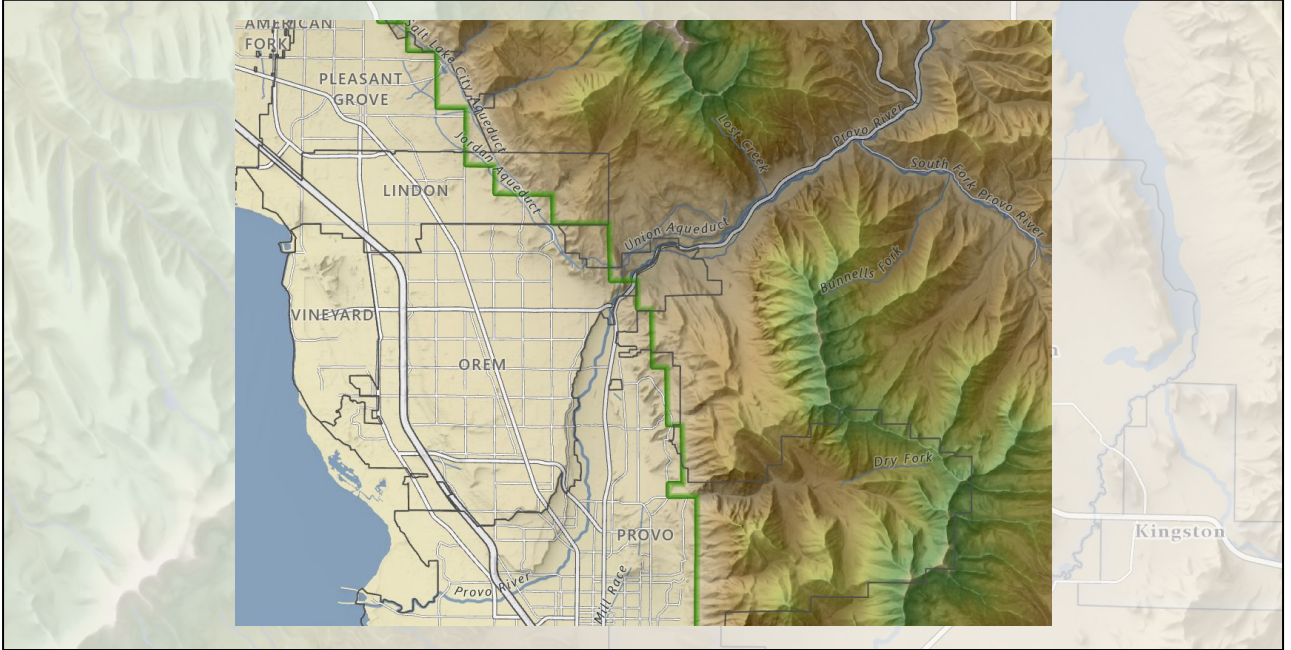 AMERICAN
FORK
Salt Lake City Aqueduct
PLEASANT
GROVE
Jordan Aqueduct
Lost Creek
Provo River
South Fork Provo River
LINDON
Union Aqueduct
Bunnells Fork
VINEYARD
OREM
Dry Fork
PROVO
Kingston
Provo River
Mill Race